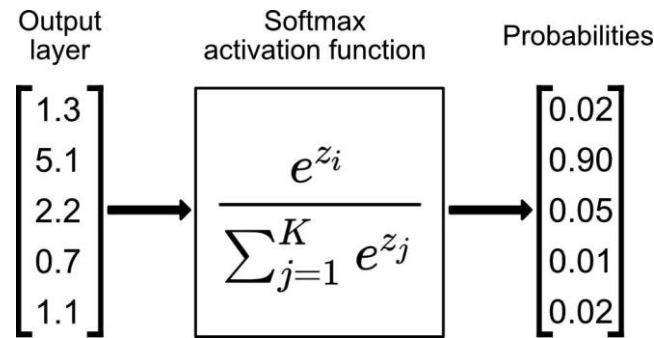 Output
layer
1.3
5.1
2.2
0.7
1.1
Softmax
activation function
e^{z_i}
∑_{j=1}^{K} e^{z_j}
Probabilities
0.02
0.90
0.05
0.01
0.02